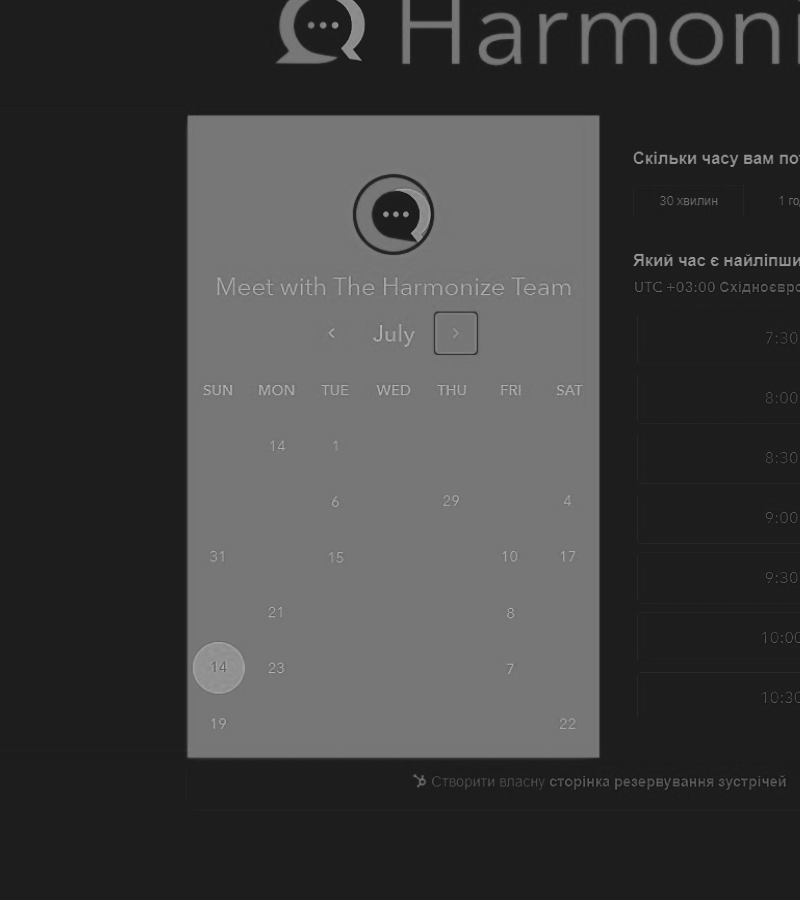 Harmoni
Meet with The Harmonize Team
July
SUN MON TUE WED THU FRI SAT
14 1
6 29 4
31 15 10 17
21 8
14 23 7
19 22
Скільки часу вам пот
30 хвилин 1 го
Який час є найліпши
UTC +03:00 Східноєвро
7:30
8:00
8:30
9:00
9:30
10:00
10:30
Створити власну сторінка резервування зустрічей